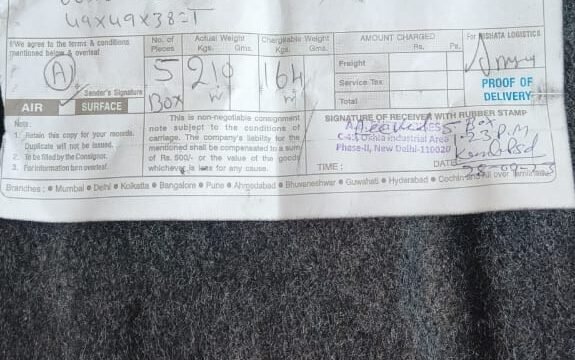 49x49x38=1
I/We agree to the terms & conditions
mentioned below & overleaf.
A
Sender's Signature
AIR SURFACE
No. of
Pieces
5
Box
Actual Weight
Kgs. Gms.
210
Chargeable Weight
Kgs. Gms.
164
AMOUNT CHARGED
Rs. Ps.
Freight
Service Tax
Total
For NISHATA LOGISTICS
PROOF OF
DELIVERY
Note:
1. Retain this copy for your records.
Duplicate will not be issued.
2. To be filled by the Consignor.
3. For information turn overleaf.
This is non-negotiable consignment
note subject to the conditions of
carriage. The company's liability for the
mentioned shall be compensated to a sum
of Rs. 500/- or the value of the goods
whichever is less for any cause.
SIGNATURE OF RECEIVER WITH RUBBER STAMP
5 Box
Okhla Industrial Area
Phase-II, New Delhi-110020
P.M
TIME : DATE
Branches : ● Mumbai ● Delhi ● Kolkatta ● Bangalore ● Pune ● Ahmedabad ● Bhuvaneshwar ● Guwahati ● Hyderabad ● Cochin and All over